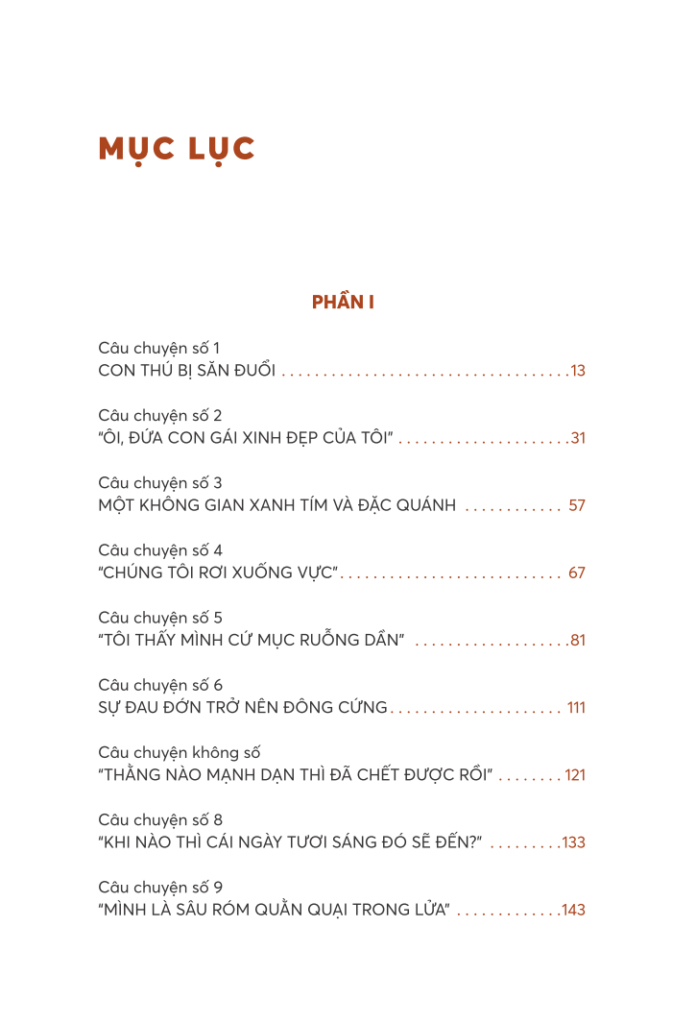 MỤC LỤC
PHẦN I
Câu chuyện số 1
CON THÚ BỊ SĂN ĐUỔI ...................................13
Câu chuyện số 2
“ÔI, ĐỨA CON GÁI XINH ĐẸP CỦA TÔI” .....................31
Câu chuyện số 3
MỘT KHÔNG GIAN XANH TÍM VÀ ĐẶC QUÁNH ............ 57
Câu chuyện số 4
“CHÚNG TÔI RƠI XUỐNG VỰC”........................... 67
Câu chuyện số 5
“TÔI THẤY MÌNH CỨ MỤC RUỖNG DẦN” ...................81
Câu chuyện số 6
SỰ ĐAU ĐỚN TRỞ NÊN ĐÔNG CỨNG..................... 111
Câu chuyện không số
“THẰNG NÀO MẠNH DẠN THÌ ĐÃ CHẾT ĐƯỢC RỒI” ........ 121
Câu chuyện số 8
“KHI NÀO THÌ CÁI NGÀY TƯƠI SÁNG ĐÓ SẼ ĐẾN?” .........133
Câu chuyện số 9
“MÌNH LÀ SÂU RÓM QUẰN QUẠI TRONG LỬA” .............143